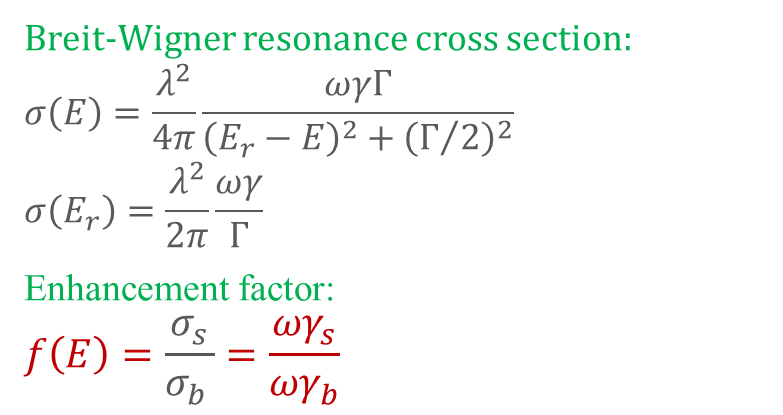 Breit-Wigner resonance cross section:
σ(E) = λ²/4π ωγΓ/((E_r − E)² + (Γ/2)²)
σ(E_r) = λ²/2π ωγ/Γ
Enhancement factor:
f(E) = σ_s/σ_b = ωγ_s/ωγ_b